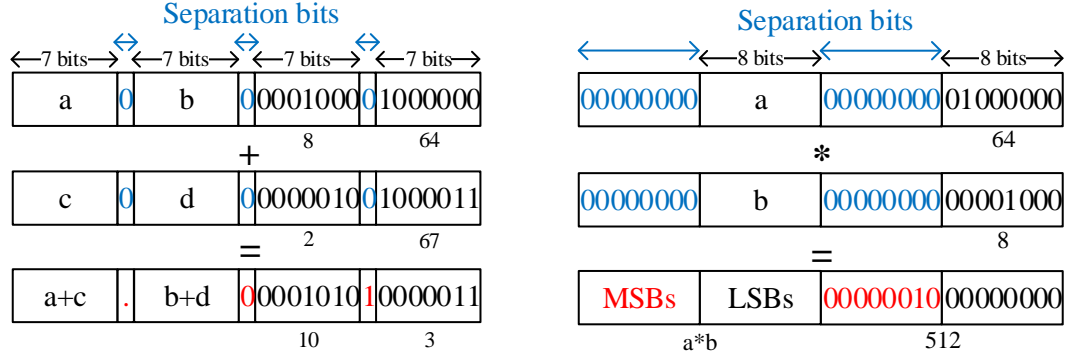 Separation bits
7 bits 7 bits 7 bits 7 bits
a 0 b 0 0001000 0 1000000
8 64
+
c 0 d 0 0000010 0 1000011
2 67
=
a+c . b+d 0 0001010 1 0000011
10 3
Separation bits
8 bits 8 bits
00000000 a 00000000 01000000
64
*
00000000 b 00000000 00001000
8
=
MSBs LSBs 00000010 00000000
a*b 512